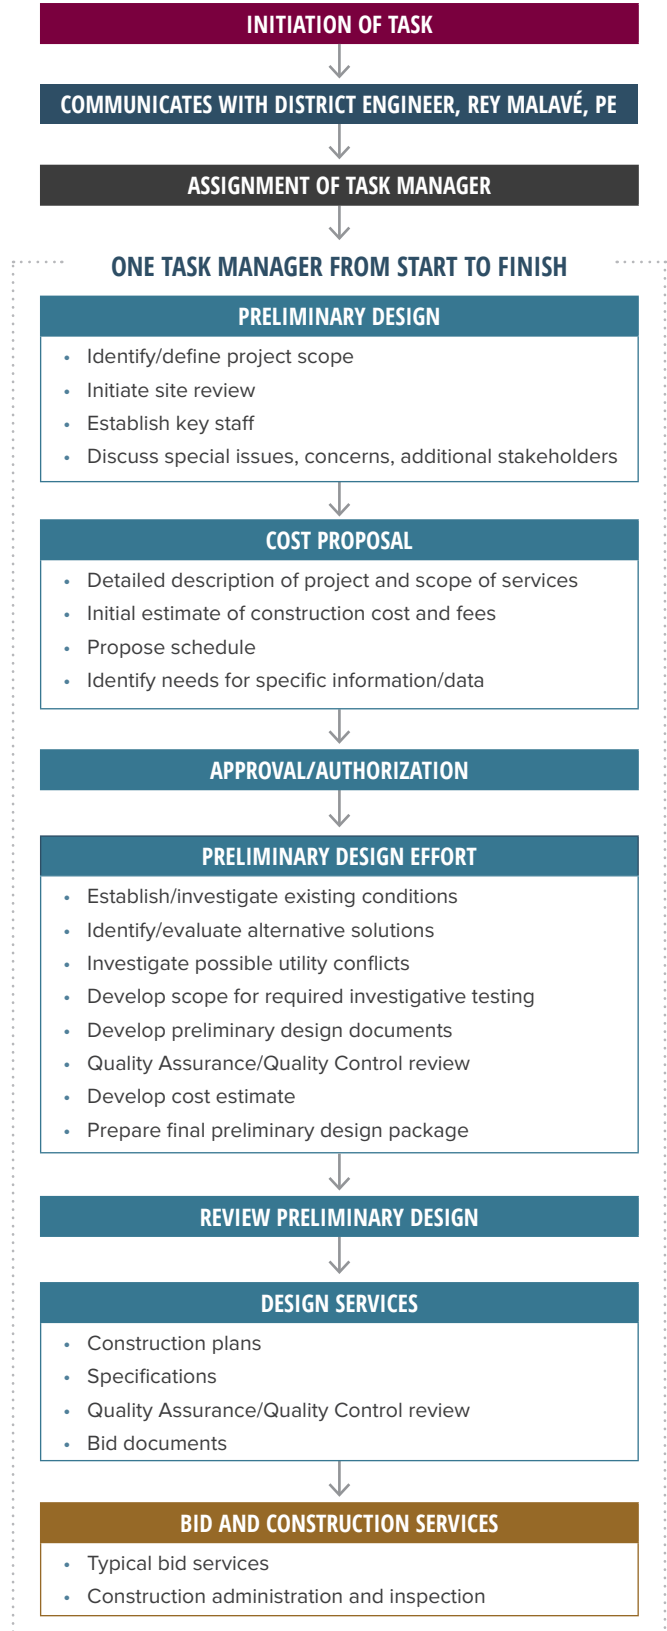 INITIATION OF TASK
COMMUNICATES WITH DISTRICT ENGINEER, REY MALAVÉ, PE
ASSIGNMENT OF TASK MANAGER
ONE TASK MANAGER FROM START TO FINISH
PRELIMINARY DESIGN
• Identify/define project scope
• Initiate site review
• Establish key staff
• Discuss special issues, concerns, additional stakeholders
COST PROPOSAL
• Detailed description of project and scope of services
• Initial estimate of construction cost and fees
• Propose schedule
• Identify needs for specific information/data
APPROVAL/AUTHORIZATION
PRELIMINARY DESIGN EFFORT
• Establish/investigate existing conditions
• Identify/evaluate alternative solutions
• Investigate possible utility conflicts
• Develop scope for required investigative testing
• Develop preliminary design documents
• Quality Assurance/Quality Control review
• Develop cost estimate
• Prepare final preliminary design package
REVIEW PRELIMINARY DESIGN
DESIGN SERVICES
• Construction plans
• Specifications
• Quality Assurance/Quality Control review
• Bid documents
BID AND CONSTRUCTION SERVICES
• Typical bid services
• Construction administration and inspection